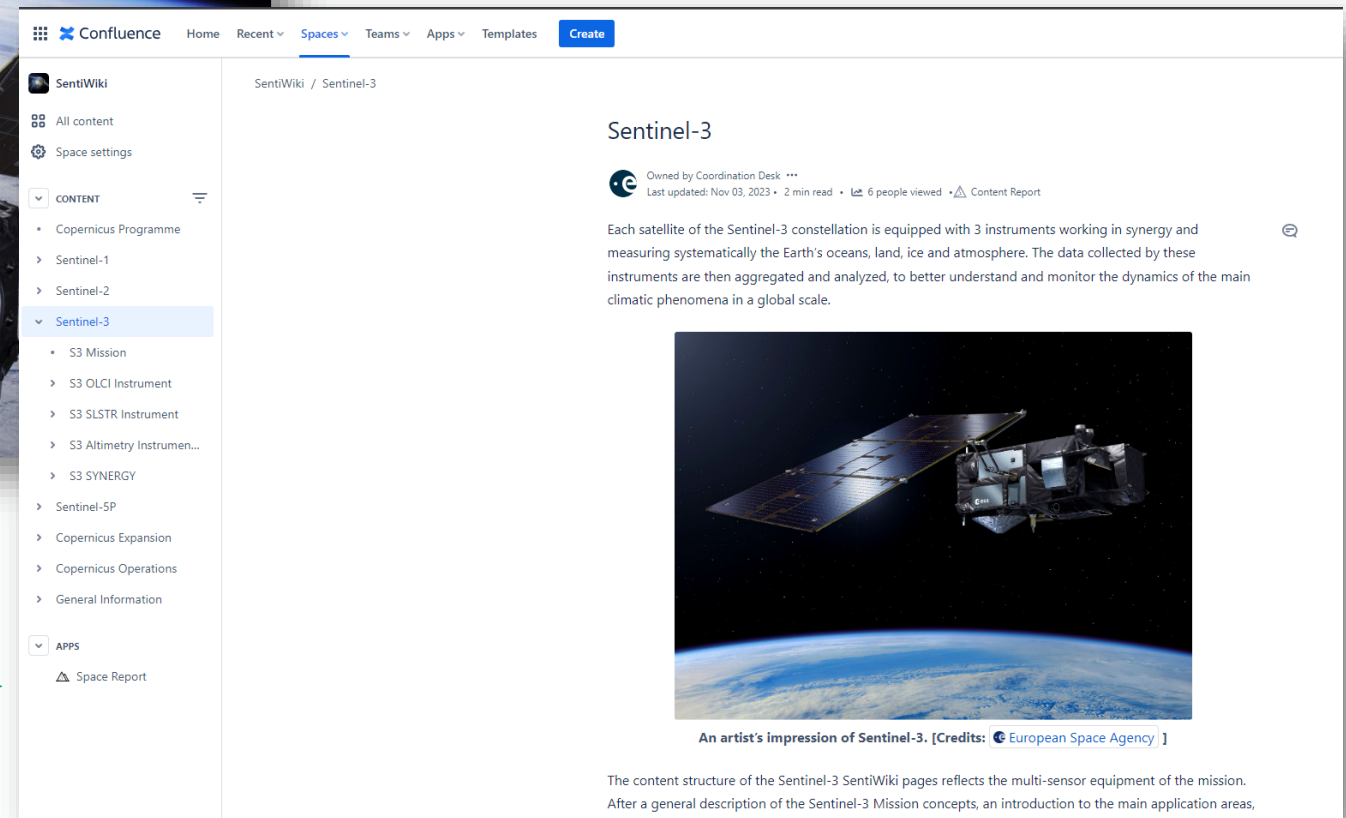 Confluence
Home Recent Spaces Teams Apps Templates Create
SentiWiki
All content
Space settings
CONTENT
Copernicus Programme
Sentinel-1
Sentinel-2
Sentinel-3
S3 Mission
S3 OLCI Instrument
S3 SLSTR Instrument
S3 Altimetry Instrumen...
S3 SYNERGY
Sentinel-5P
Copernicus Expansion
Copernicus Operations
General Information
APPS
Space Report
SentiWiki / Sentinel-3
Sentinel-3
Owned by Coordination Desk •••
Last updated: Nov 03, 2023 • 2 min read • 6 people viewed • Content Report
Each satellite of the Sentinel-3 constellation is equipped with 3 instruments working in synergy and
measuring systematically the Earth's oceans, land, ice and atmosphere. The data collected by these
instruments are then aggregated and analyzed, to better understand and monitor the dynamics of the main
climatic phenomena in a global scale.
esa
An artist's impression of Sentinel-3. [Credits: European Space Agency ]
The content structure of the Sentinel-3 SentiWiki pages reflects the multi-sensor equipment of the mission.
After a general description of the Sentinel-3 Mission concepts, an introduction to the main application areas,